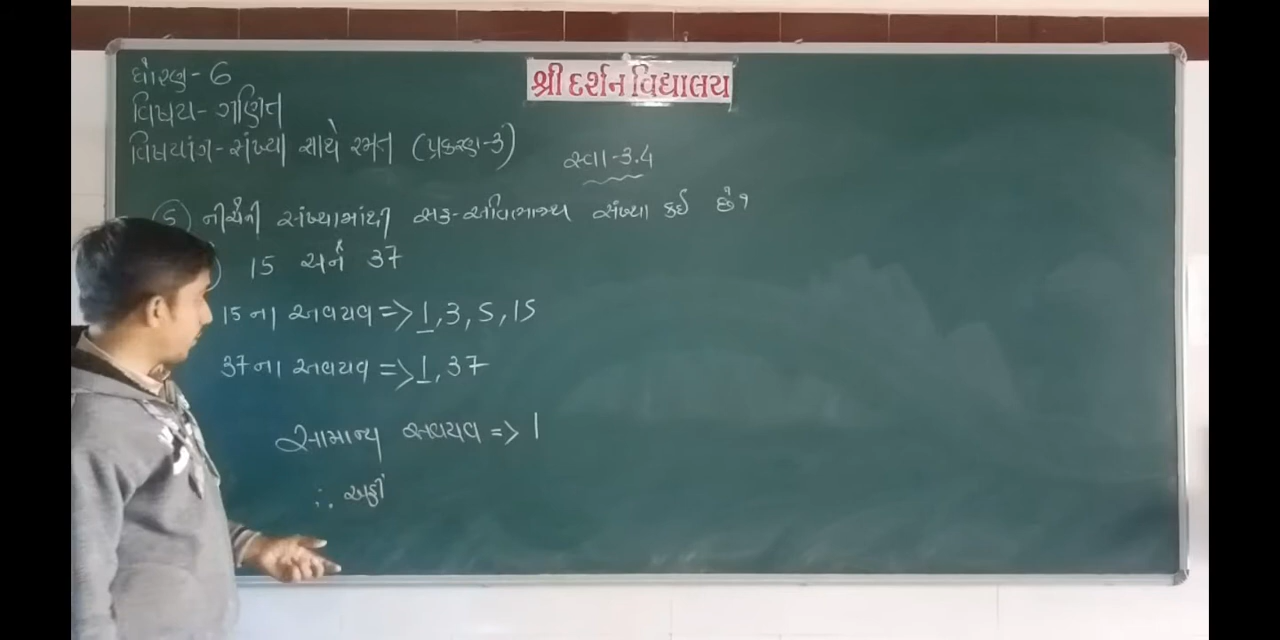 શ્રી દર્શન વિદ્યાલય
ધોરણ - 6
વિષય - ગણિત
વિષયાંગ - સંખ્યા સાથે રમત (પ્રકરણ-3)
સ્વા - 3.4
5 નીચેની સંખ્યામાંથી સહ-અવિભાજ્ય સંખ્યા કઈ છે?
) 15 અને 37
15 ના અવયવ => 1, 3, 5, 15
37 ના અવયવ => 1, 37
સામાન્ય અવયવ => 1
∴ અહીં